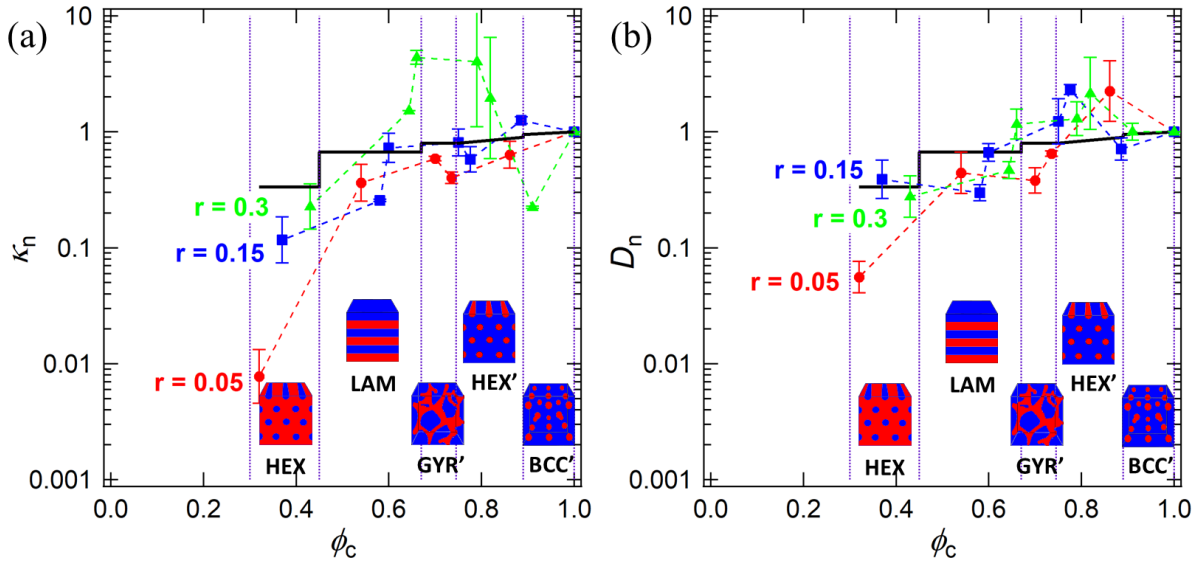 (a)
10
1
0.1
0.01
0.001
κn
r = 0.3
r = 0.15
r = 0.05
HEX
LAM
GYR’
HEX’
BCC’
0.0 0.2 0.4 0.6 0.8 1.0
ϕc
(b)
10
1
0.1
0.01
0.001
Dn
r = 0.15
r = 0.3
r = 0.05
HEX
LAM
GYR’
HEX’
BCC’
0.0 0.2 0.4 0.6 0.8 1.0
ϕc